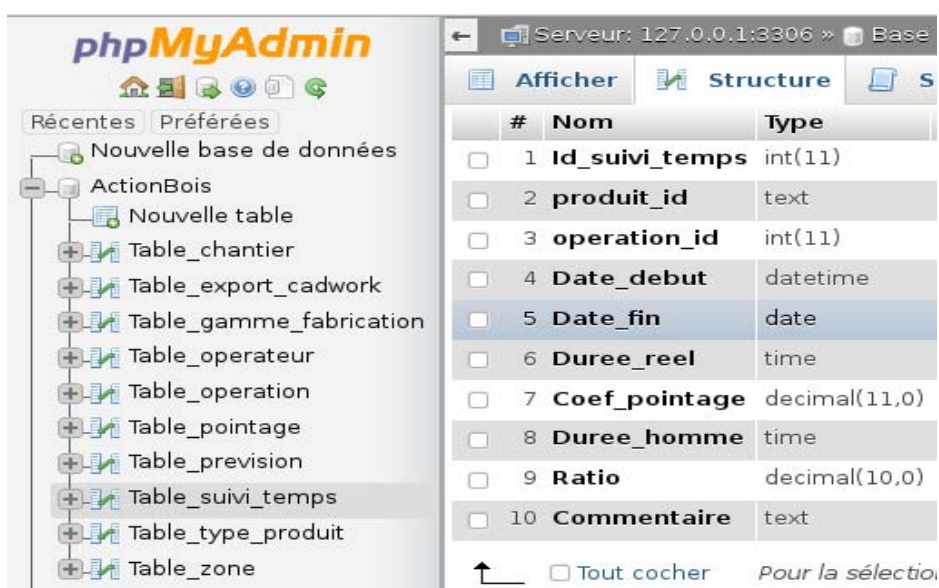 phpMyAdmin
Récentes Préférées
Nouvelle base de données
ActionBois
Nouvelle table
Table_chantier
Table_export_cadwork
Table_gamme_fabrication
Table_operateur
Table_operation
Table_pointage
Table_prevision
Table_suivi_temps
Table_type_produit
Table_zone
Serveur: 127.0.0.1:3306 » Base
Afficher Structure S
# Nom Type
1 Id_suivi_temps int(11)
2 produit_id text
3 operation_id int(11)
4 Date_debut datetime
5 Date_fin date
6 Duree_reel time
7 Coef_pointage decimal(11,0)
8 Duree_homme time
9 Ratio decimal(10,0)
10 Commentaire text
Tout cocher Pour la sélection